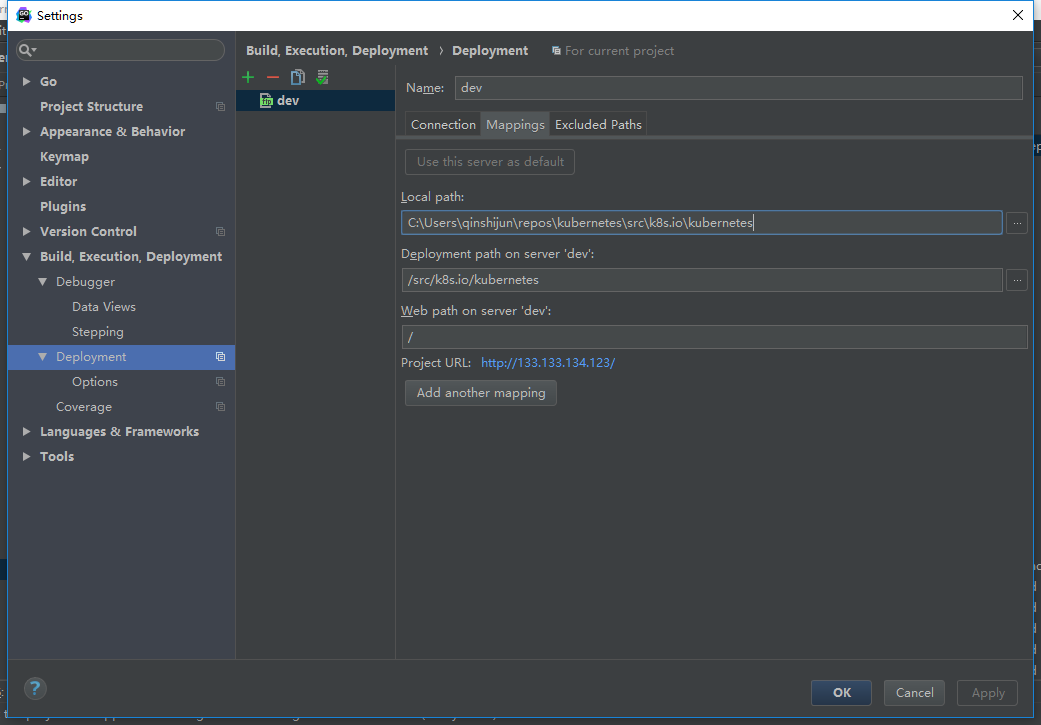 Settings
Build, Execution, Deployment › Deployment For current project
Go
Project Structure
Appearance & Behavior
Keymap
Editor
Plugins
Version Control
Build, Execution, Deployment
Debugger
Data Views
Stepping
Deployment
Options
Coverage
Languages & Frameworks
Tools
dev
Name: dev
Connection Mappings Excluded Paths
Use this server as default
Local path:
C:\Users\qinshijun\repos\kubernetes\src\k8s.io\kubernetes
...
Deployment path on server 'dev':
/src/k8s.io/kubernetes
...
Web path on server 'dev':
/
Project URL: http://133.133.134.123/
Add another mapping
?
OK Cancel Apply